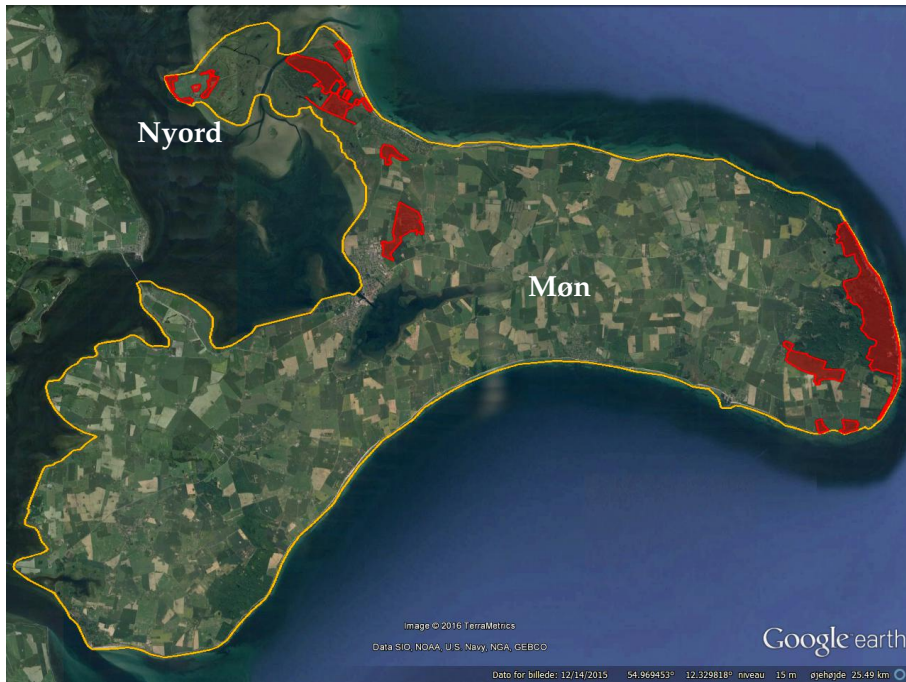 Nyord
Møn
Image © 2016 TerraMetrics
Data SIO, NOAA, U.S. Navy, NGA, GEBCO
Google earth
Dato for billede: 12/14/2015 54.969453° 12.329818° niveau 15 m øjehøjde 25.49 km